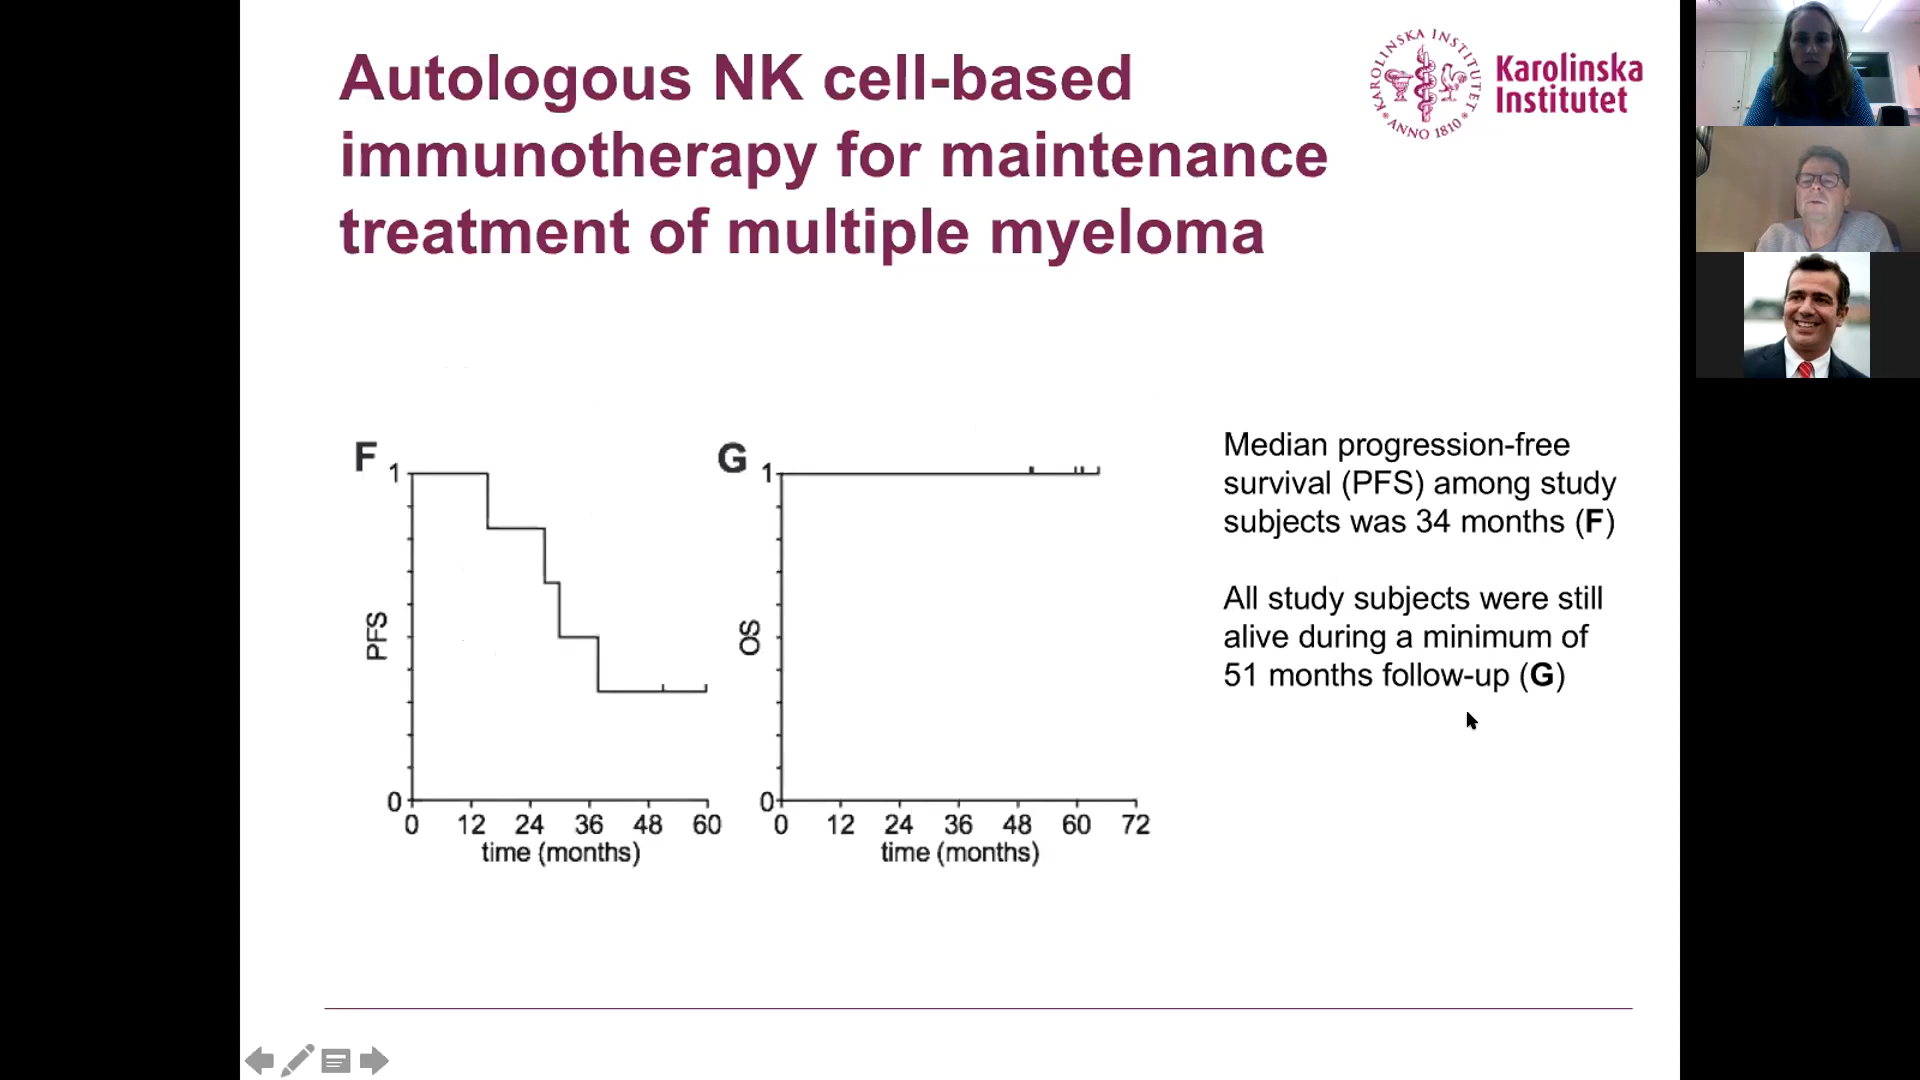 Autologous NK cell-based
immunotherapy for maintenance
treatment of multiple myeloma
KAROLINSKA INSTITUTET
ANNO 1810
Karolinska
Institutet
F
1
PFS
0
0 12 24 36 48 60
time (months)
G
1
OS
0
0 12 24 36 48 60 72
time (months)
Median progression-free
survival (PFS) among study
subjects was 34 months (F)
All study subjects were still
alive during a minimum of
51 months follow-up (G)